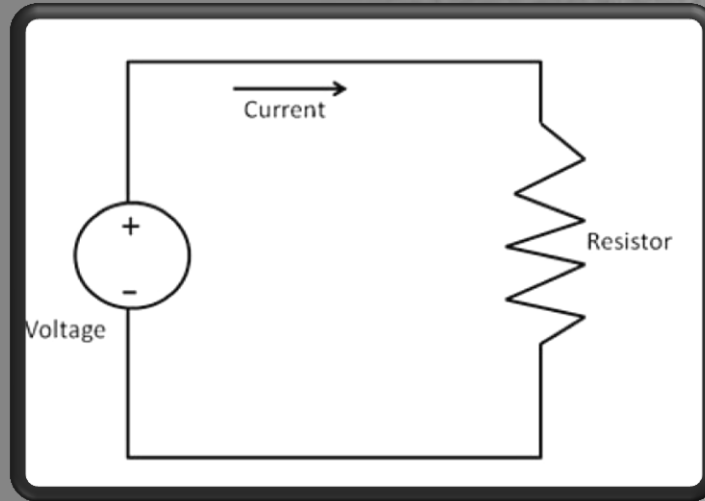 Current
+
Resistor
−
Voltage